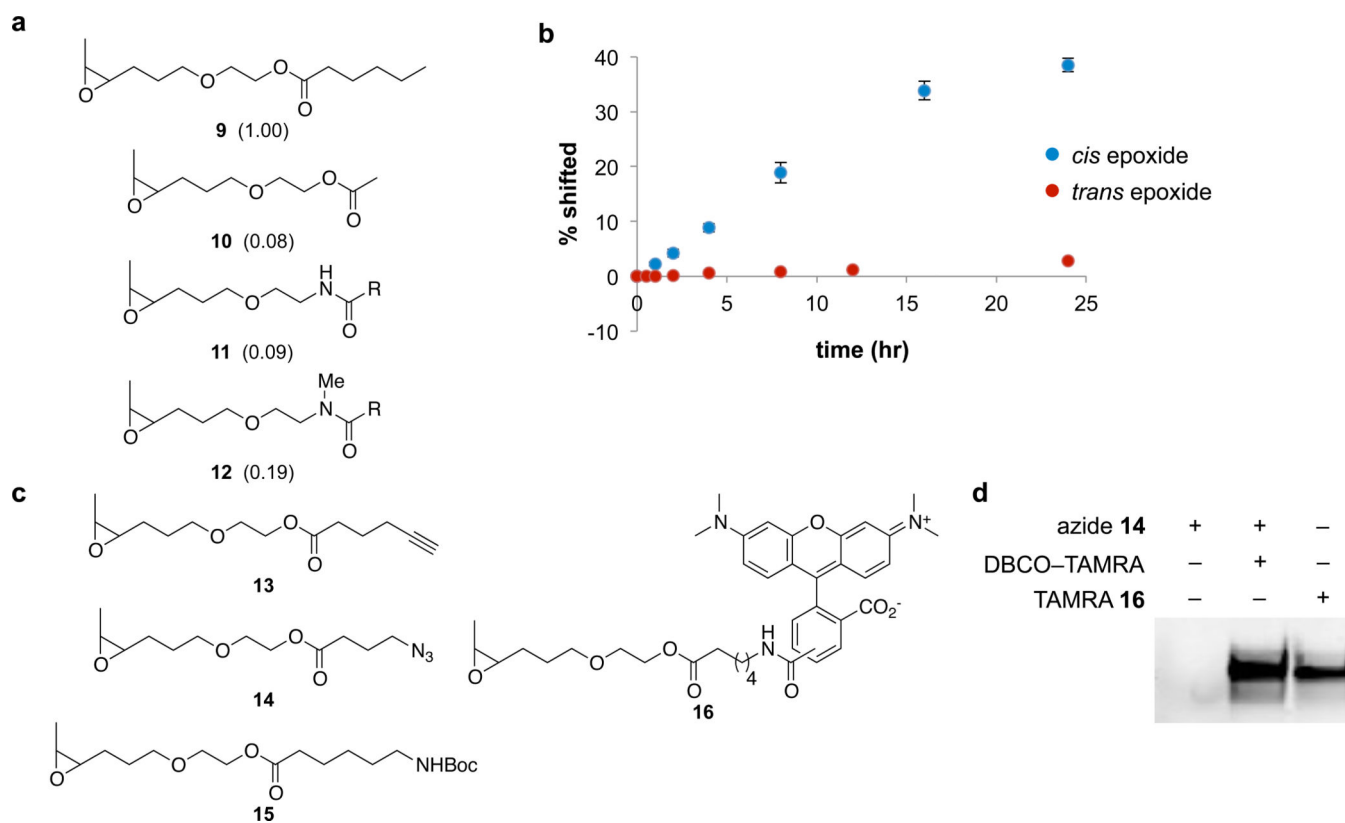 a
O
O
O
O
9 (1.00)
O
O
O
O
10 (0.08)
O
O
H
N
R
O
11 (0.09)
O
O
Me
N
R
O
12 (0.19)
b
40
30
20
10
0
-10
% shifted
0 5 10 15 20 25
time (hr)
cis epoxide
trans epoxide
c
O
O
O
O
13
O
O
O
O
N3
14
O
O
O
O
NHBoc
15
N
O
N+
CO2-
O
O
O
O
4
H
N
O
16
d
azide 14 + + –
DBCO–TAMRA – + –
TAMRA 16 – – +